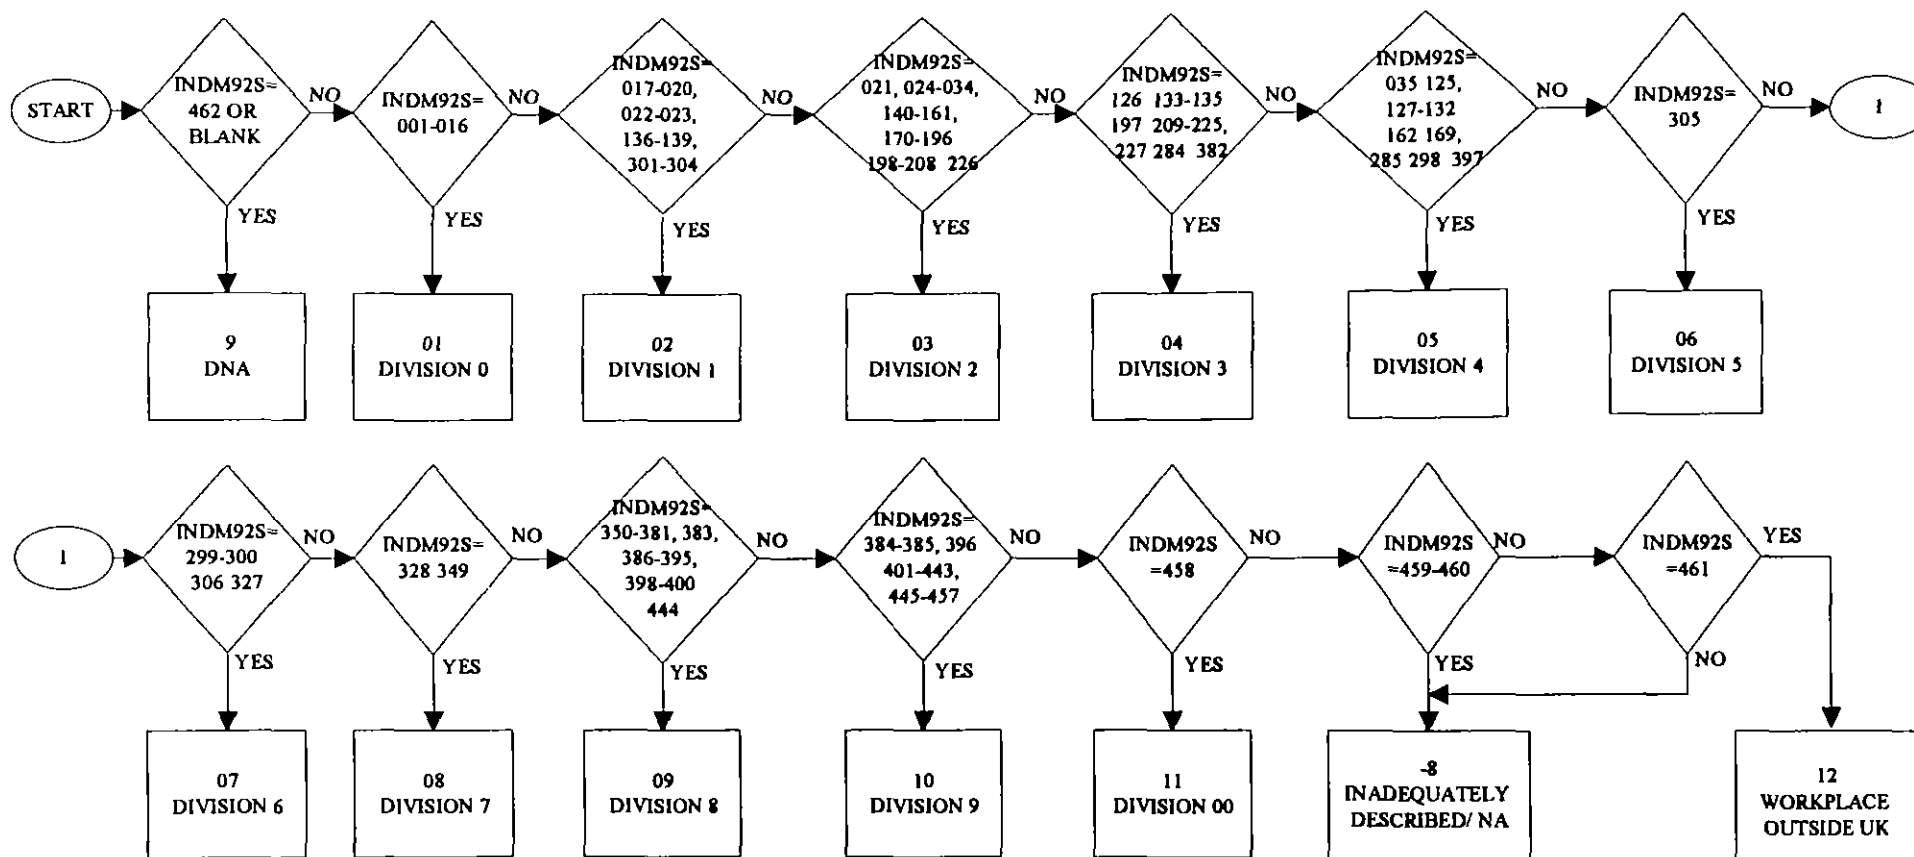 START
INDM92S=
462 OR
BLANK
NO
YES
9
DNA
INDM92S=
001-016
NO
YES
01
DIVISION 0
INDM92S=
017-020,
022-023,
136-139,
301-304
NO
YES
02
DIVISION 1
INDM92S=
021, 024-034,
140-161,
170-196
198-208 226
NO
YES
03
DIVISION 2
INDM92S=
126 133-135
197 209-225,
227 284 382
NO
YES
04
DIVISION 3
INDM92S=
035 125,
127-132
162 169,
285 298 397
NO
YES
05
DIVISION 4
INDM92S=
305
NO
YES
06
DIVISION 5
1
1
INDM92S=
299-300
306 327
NO
YES
07
DIVISION 6
INDM92S=
328 349
NO
YES
08
DIVISION 7
INDM92S=
350-381, 383,
386-395,
398-400
444
NO
YES
09
DIVISION 8
INDM92S=
384-385, 396
401-443,
445-457
NO
YES
10
DIVISION 9
INDM92S
=458
NO
YES
11
DIVISION 00
INDM92S
=459-460
NO
YES
-8
INADEQUATELY
DESCRIBED/ NA
INDM92S
=461
YES
NO
12
WORKPLACE
OUTSIDE UK